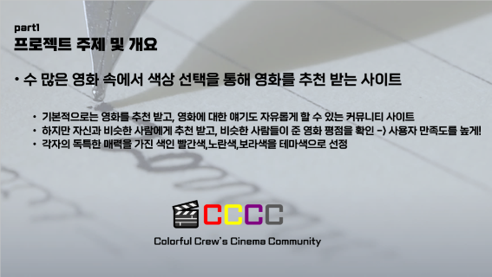 part1
프로젝트 주제 및 개요
• 수 많은 영화 속에서 색상 선택을 통해 영화를 추천 받는 사이트
• 기본적으로는 영화를 추천 받고, 영화에 대한 얘기도 자유롭게 할 수 있는 커뮤니티 사이트
• 하지만 자신과 비슷한 사람에게 추천 받고, 비슷한 사람들이 준 영화 평점을 확인 -> 사용자 만족도를 높게!
• 각자의 독특한 매력을 가진 색인 빨간색,노란색,보라색을 테마색으로 선정
CCCC
Colorful Crew's Cinema Community